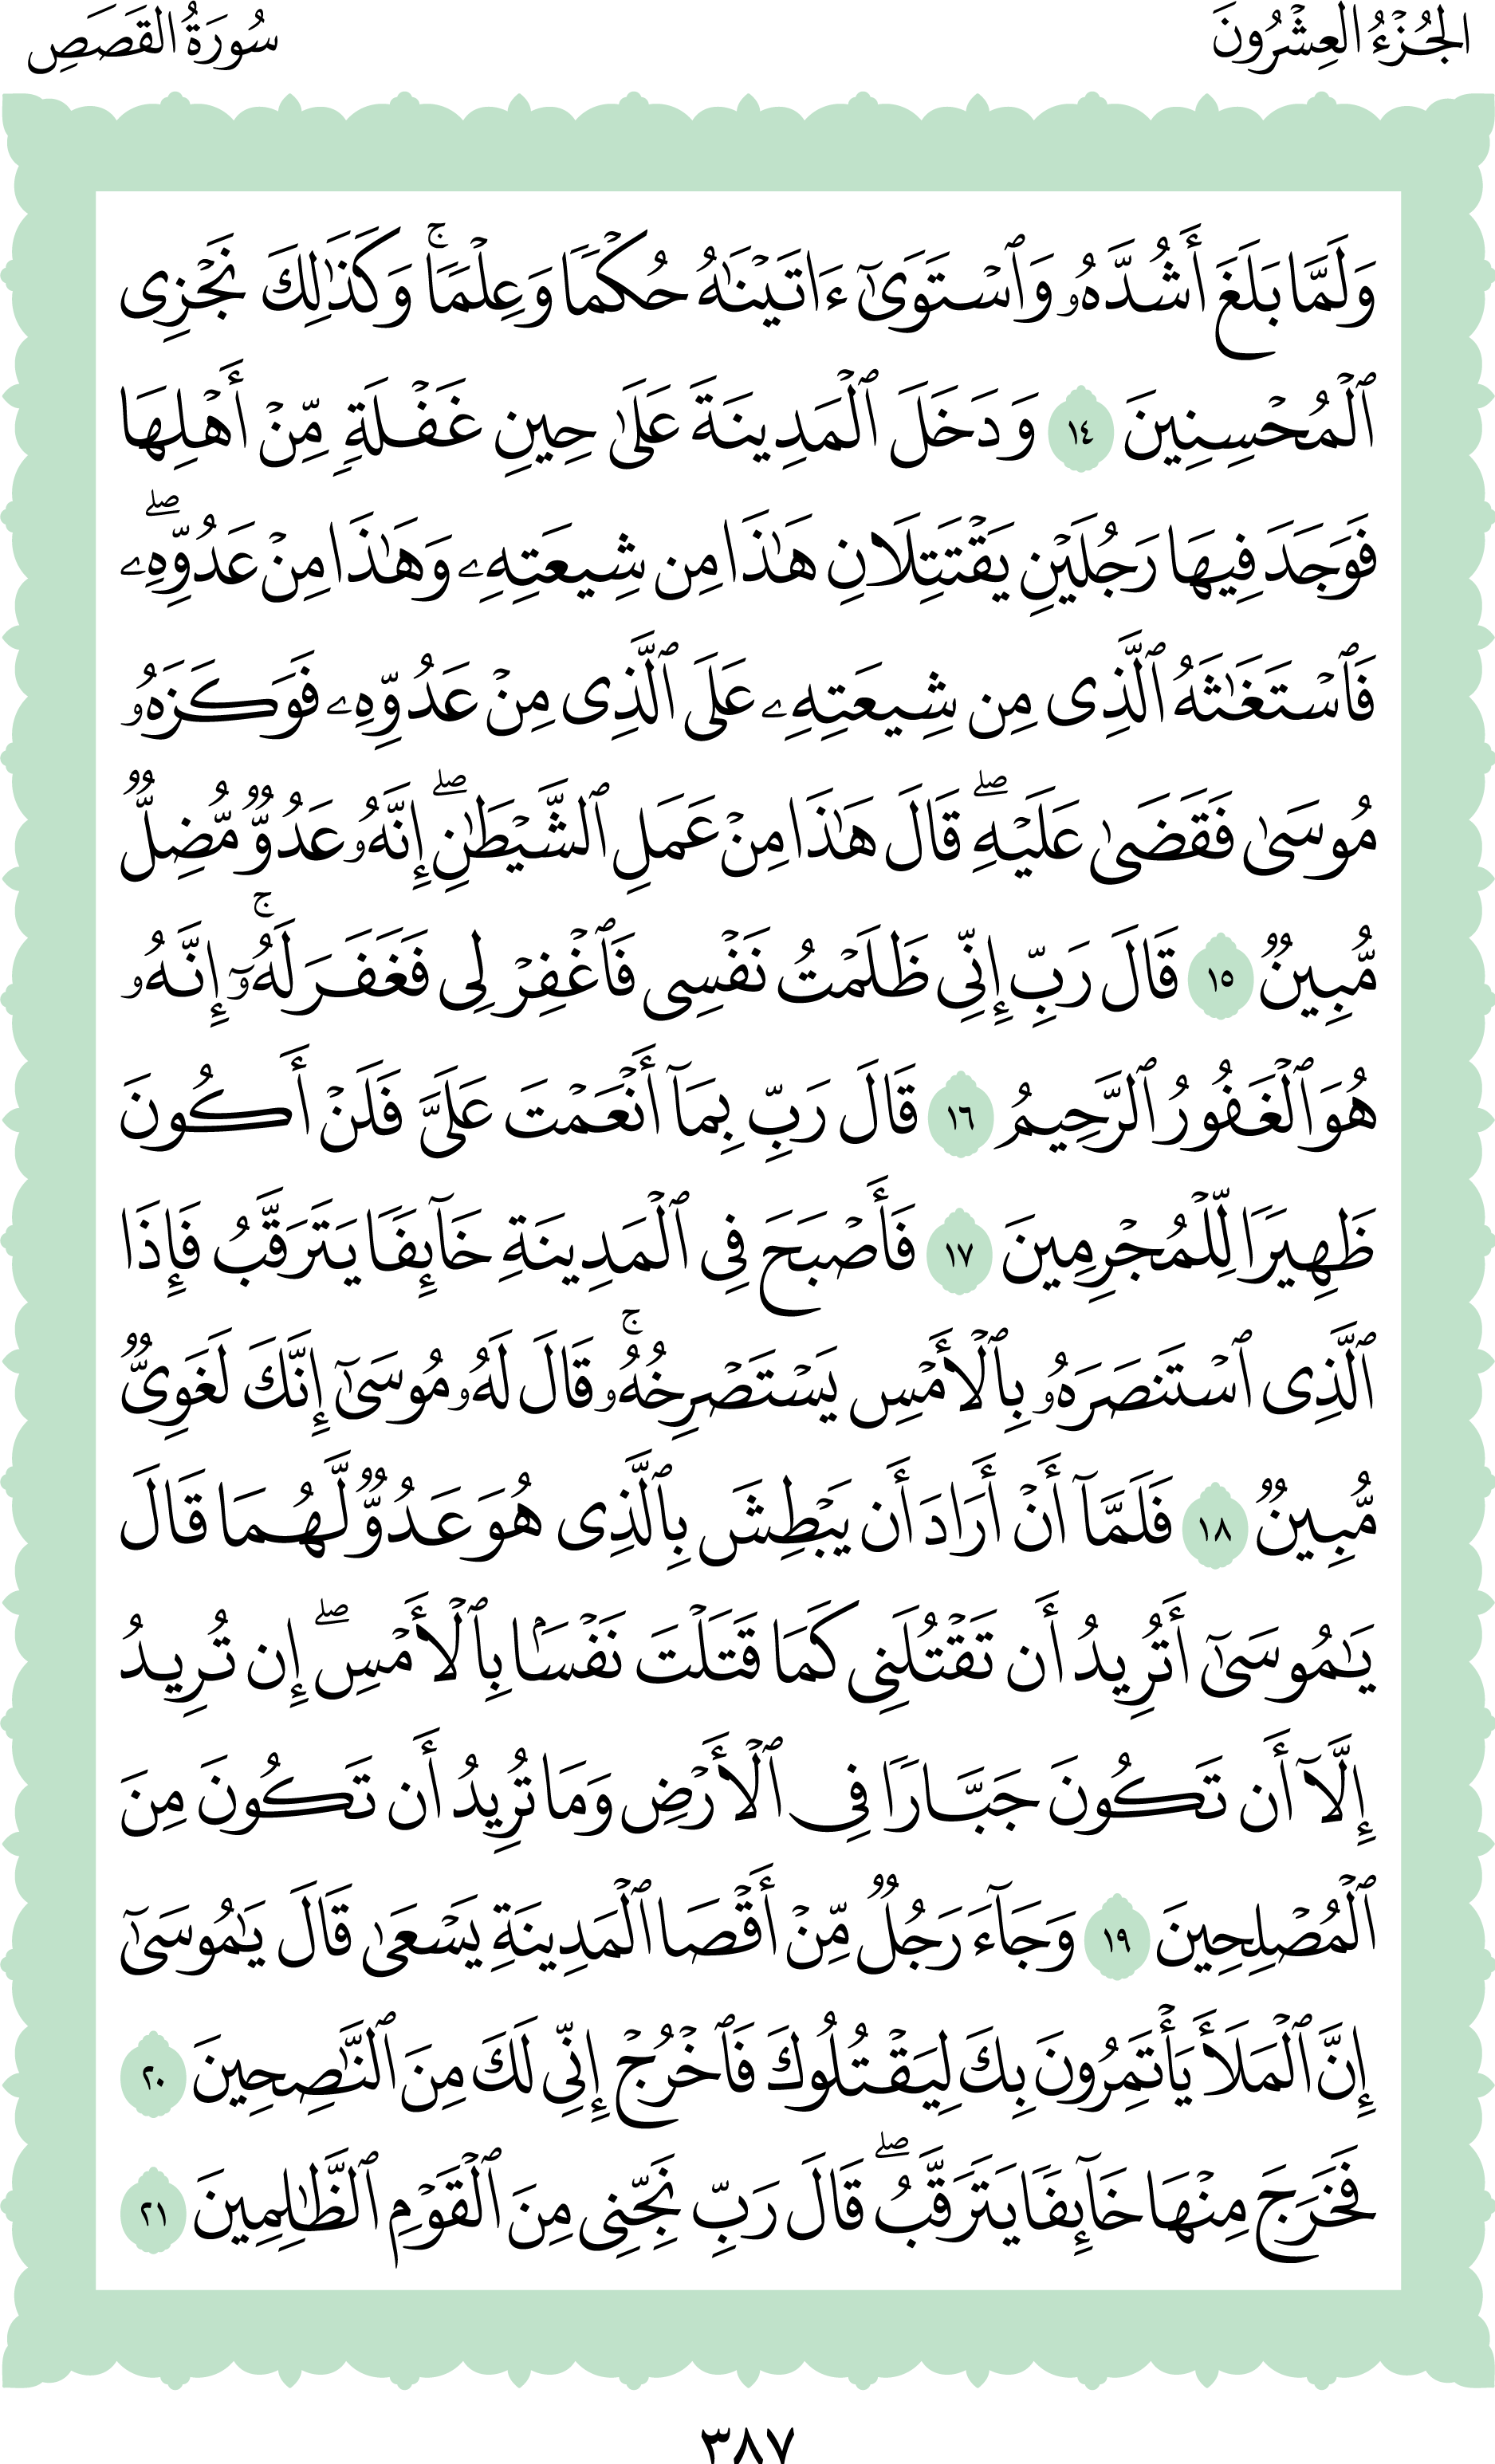 الجُزْءُ العِشْرُونَ
سُورَةُ القَصَصِ
وَلَمَّا بَلَغَ أَشُدَّهُۥ وَٱسۡتَوَىٰٓ ءَاتَيۡنَٰهُ حُكۡمٗا وَعِلۡمٗاۚ وَكَذَٰلِكَ نَجۡزِي
ٱلۡمُحۡسِنِينَ ١٤ وَدَخَلَ ٱلۡمَدِينَةَ عَلَىٰ حِينِ غَفۡلَةٖ مِّنۡ أَهۡلِهَا
فَوَجَدَ فِيهَا رَجُلَيۡنِ يَقۡتَتِلَانِ هَٰذَا مِن شِيعَتِهِۦ وَهَٰذَا مِنۡ عَدُوِّهِۦۖ
فَٱسۡتَغَٰثَهُ ٱلَّذِي مِن شِيعَتِهِۦ عَلَى ٱلَّذِي مِنۡ عَدُوِّهِۦ فَوَكَزَهُۥ
مُوسَىٰ فَقَضَىٰ عَلَيۡهِۖ قَالَ هَٰذَا مِنۡ عَمَلِ ٱلشَّيۡطَٰنِۖ إِنَّهُۥ عَدُوّٞ مُّضِلّٞ
مُّبِينٞ ١٥ قَالَ رَبِّ إِنِّي ظَلَمۡتُ نَفۡسِي فَٱغۡفِرۡ لِي فَغَفَرَ لَهُۥٓۚ إِنَّهُۥ
هُوَ ٱلۡغَفُورُ ٱلرَّحِيمُ ١٦ قَالَ رَبِّ بِمَآ أَنۡعَمۡتَ عَلَيَّ فَلَنۡ أَكُونَ
ظَهِيرٗا لِّلۡمُجۡرِمِينَ ١٧ فَأَصۡبَحَ فِي ٱلۡمَدِينَةِ خَآئِفٗا يَتَرَقَّبُ فَإِذَا
ٱلَّذِي ٱسۡتَنصَرَهُۥ بِٱلۡأَمۡسِ يَسۡتَصۡرِخُهُۥۚ قَالَ لَهُۥ مُوسَىٰٓ إِنَّكَ لَغَوِيّٞ
مُّبِينٞ ١٨ فَلَمَّآ أَنۡ أَرَادَ أَن يَبۡطِشَ بِٱلَّذِي هُوَ عَدُوّٞ لَّهُمَا قَالَ
يَٰمُوسَىٰٓ أَتُرِيدُ أَن تَقۡتُلَنِي كَمَا قَتَلۡتَ نَفۡسَۢا بِٱلۡأَمۡسِۖ إِن تُرِيدُ
إِلَّآ أَن تَكُونَ جَبَّارٗا فِي ٱلۡأَرۡضِ وَمَا تُرِيدُ أَن تَكُونَ مِنَ
ٱلۡمُصۡلِحِينَ ١٩ وَجَآءَ رَجُلٞ مِّنۡ أَقۡصَا ٱلۡمَدِينَةِ يَسۡعَىٰ قَالَ يَٰمُوسَىٰٓ
إِنَّ ٱلۡمَلَأَ يَأۡتَمِرُونَ بِكَ لِيَقۡتُلُوكَ فَٱخۡرُجۡ إِنِّي لَكَ مِنَ ٱلنَّٰصِحِينَ ٢٠
فَخَرَجَ مِنۡهَا خَآئِفٗا يَتَرَقَّبُۖ قَالَ رَبِّ نَجِّنِي مِنَ ٱلۡقَوۡمِ ٱلظَّٰلِمِينَ ٢١
٣٨٧